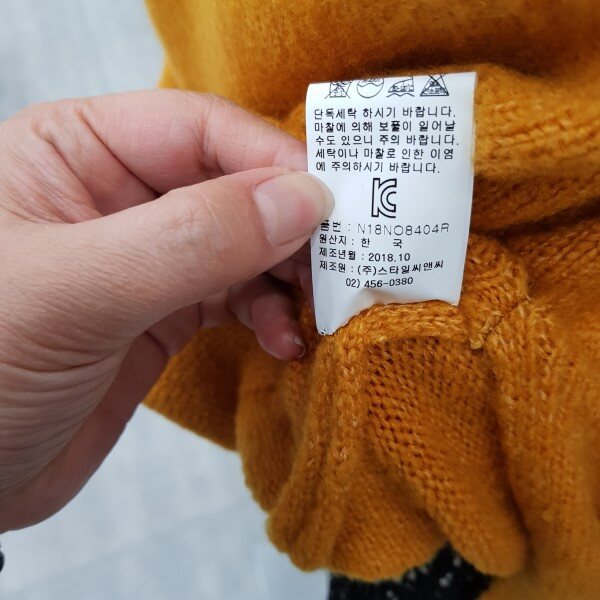 단독세탁 하시기 바랍니다.
마찰에 의해 보풀이 일어날
수도 있으니 주의 바랍니다.
세탁이나 마찰로 인한 이염
에 주의하시기 바랍니다.
품번 : N18NO8404R
원산지 : 한 국
제조년월 : 2018.10
제조원 : (주)스타일씨앤씨
02) 456-0380